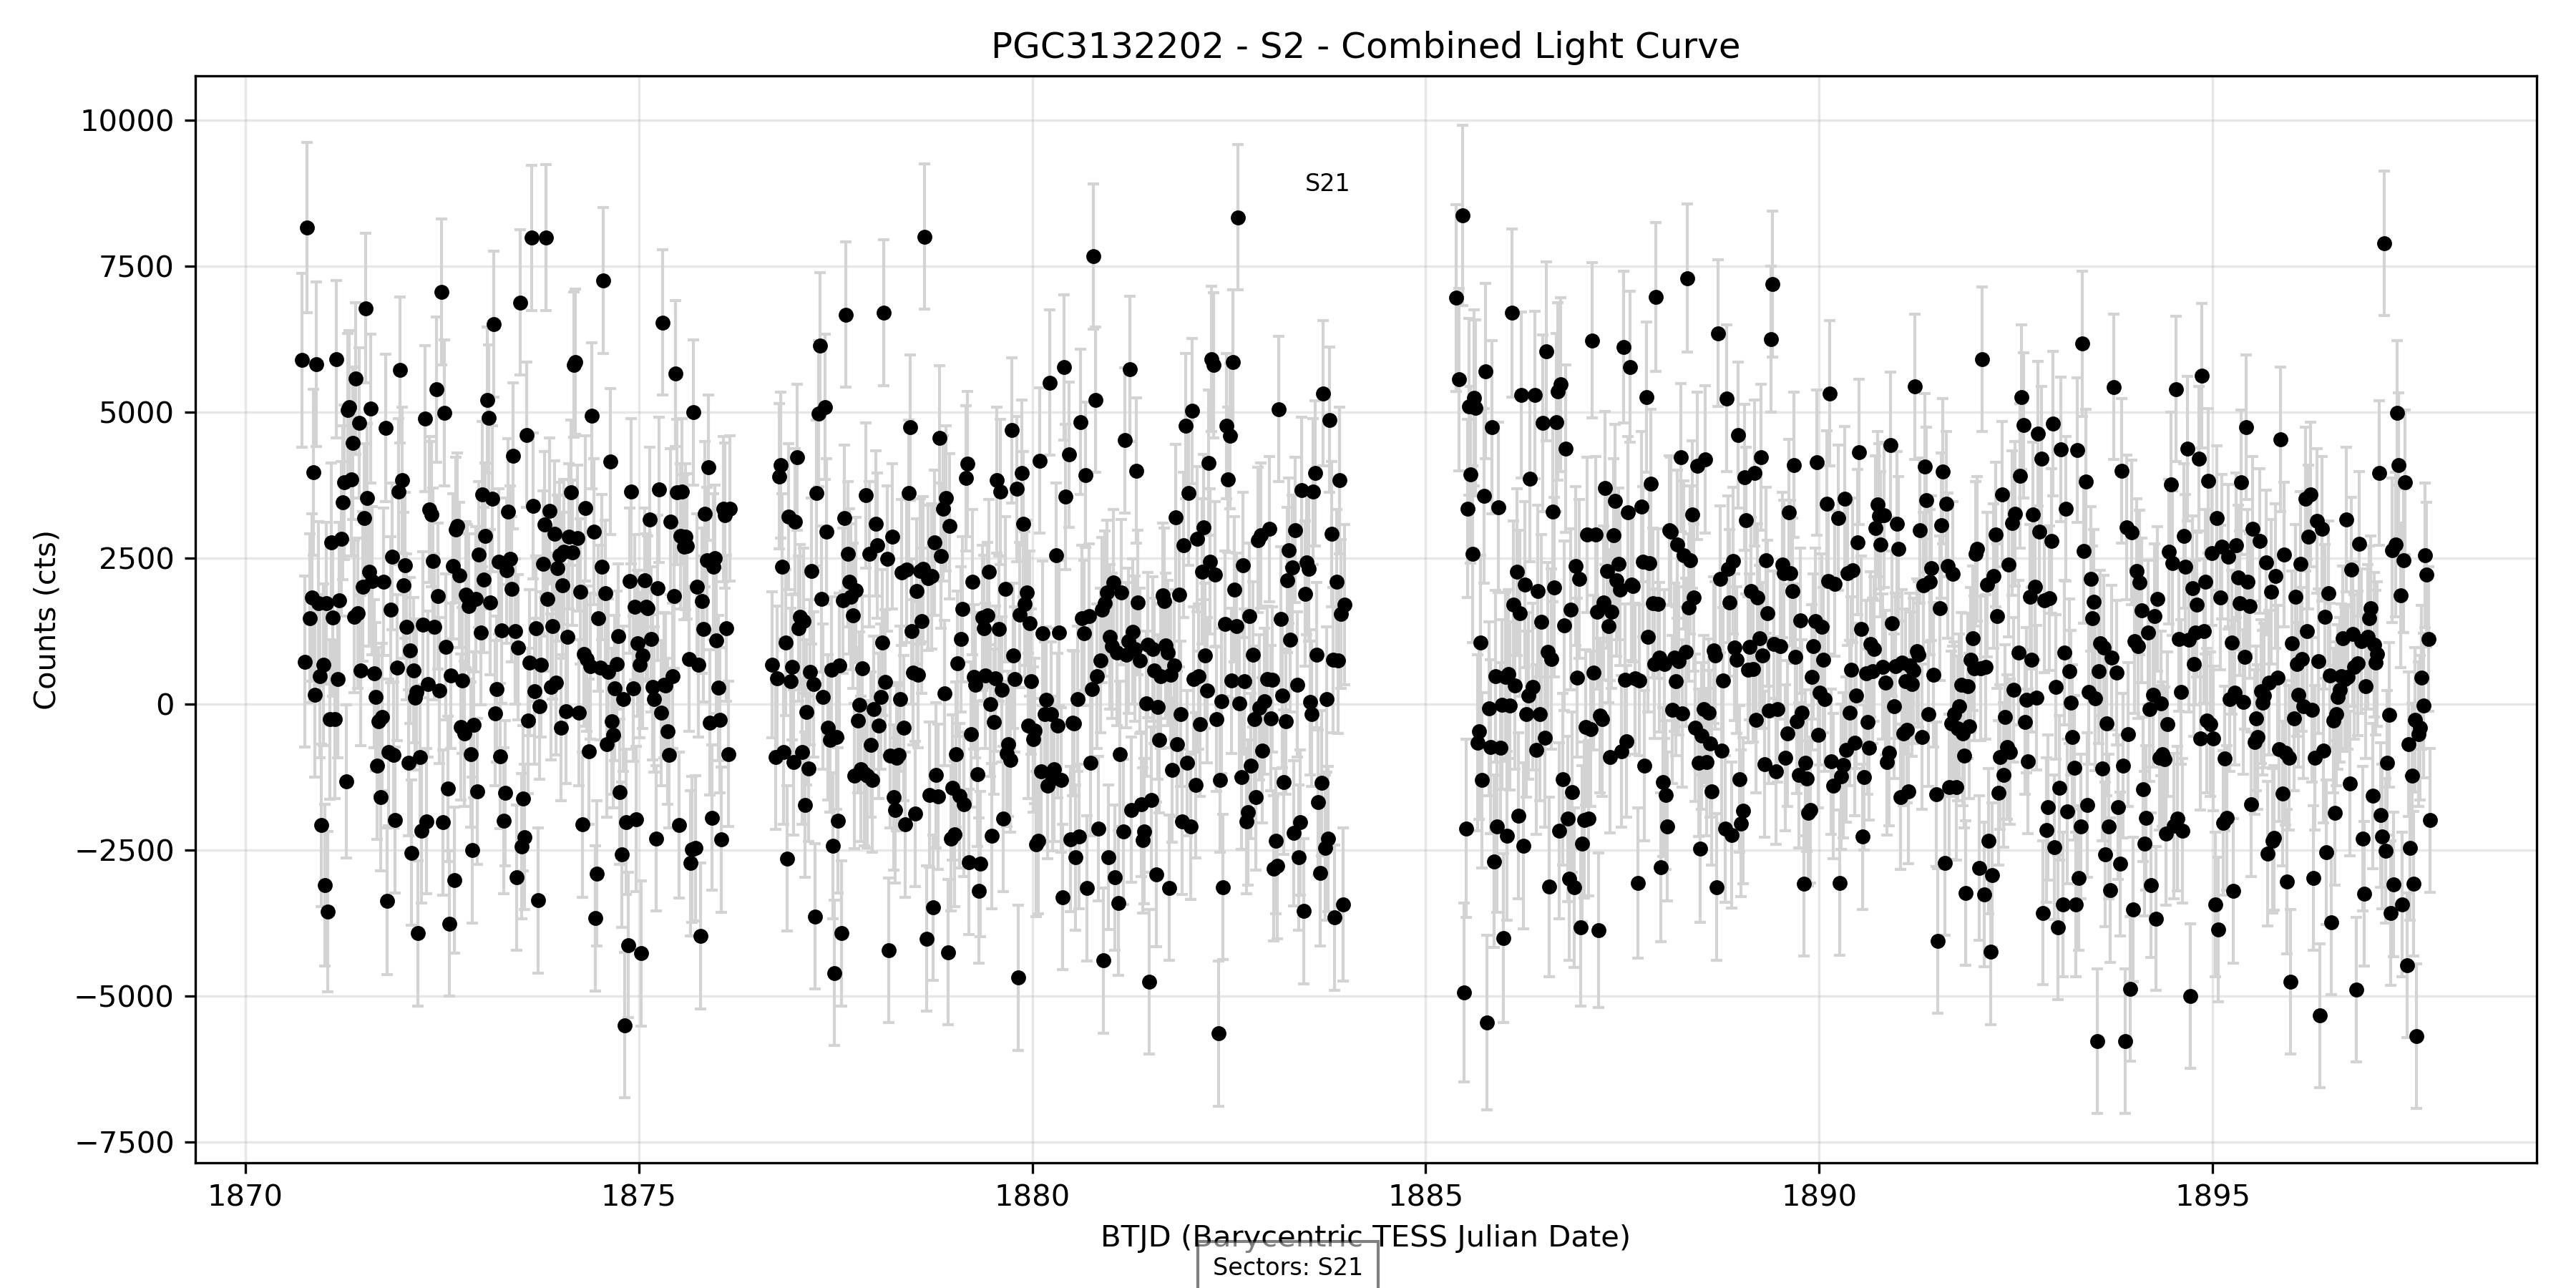 PGC3132202 - S2 - Combined Light Curve
10000
7500
5000
2500
0
−2500
−5000
−7500
Counts (cts)
S21
1870 1875 1880 1885 1890 1895
BTJD (Barycentric TESS Julian Date)
Sectors: S21